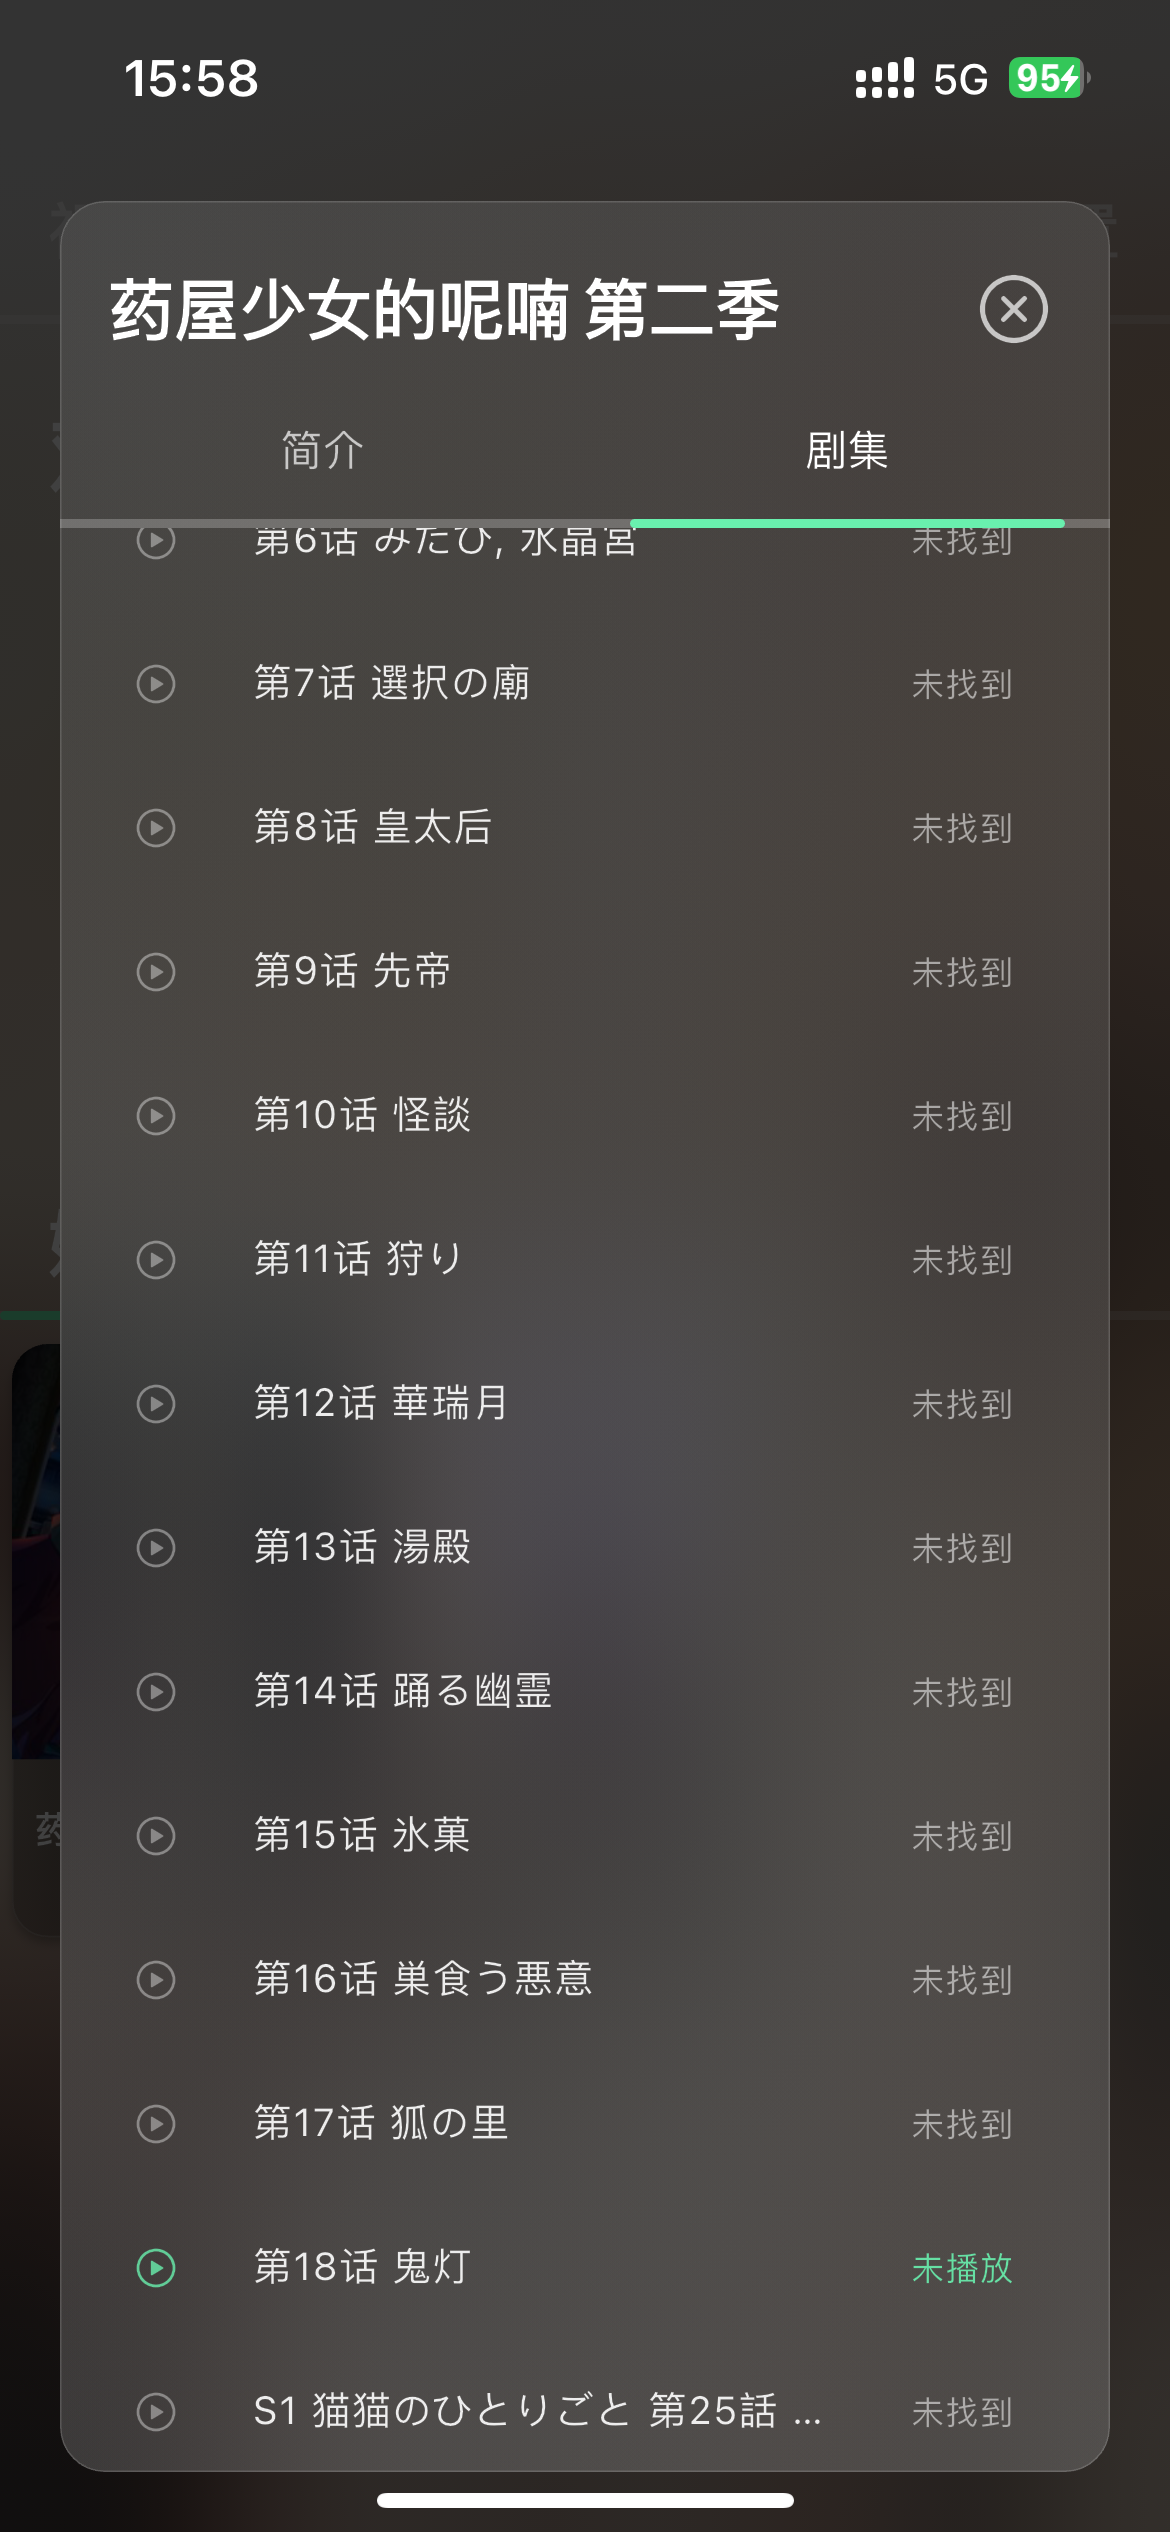 15:58
5G
95
药屋少女的呢喃 第二季
简介
剧集
第6话 みたび, 水晶宮
未找到
第7话 選択の廟
未找到
第8话 皇太后
未找到
第9话 先帝
未找到
第10话 怪談
未找到
第11话 狩り
未找到
第12话 華瑞月
未找到
第13话 湯殿
未找到
第14话 踊る幽霊
未找到
第15话 氷菓
未找到
第16话 巣食う悪意
未找到
第17话 狐の里
未找到
第18话 鬼灯
未播放
S1 猫猫のひとりごと 第25話 ...
未找到
药